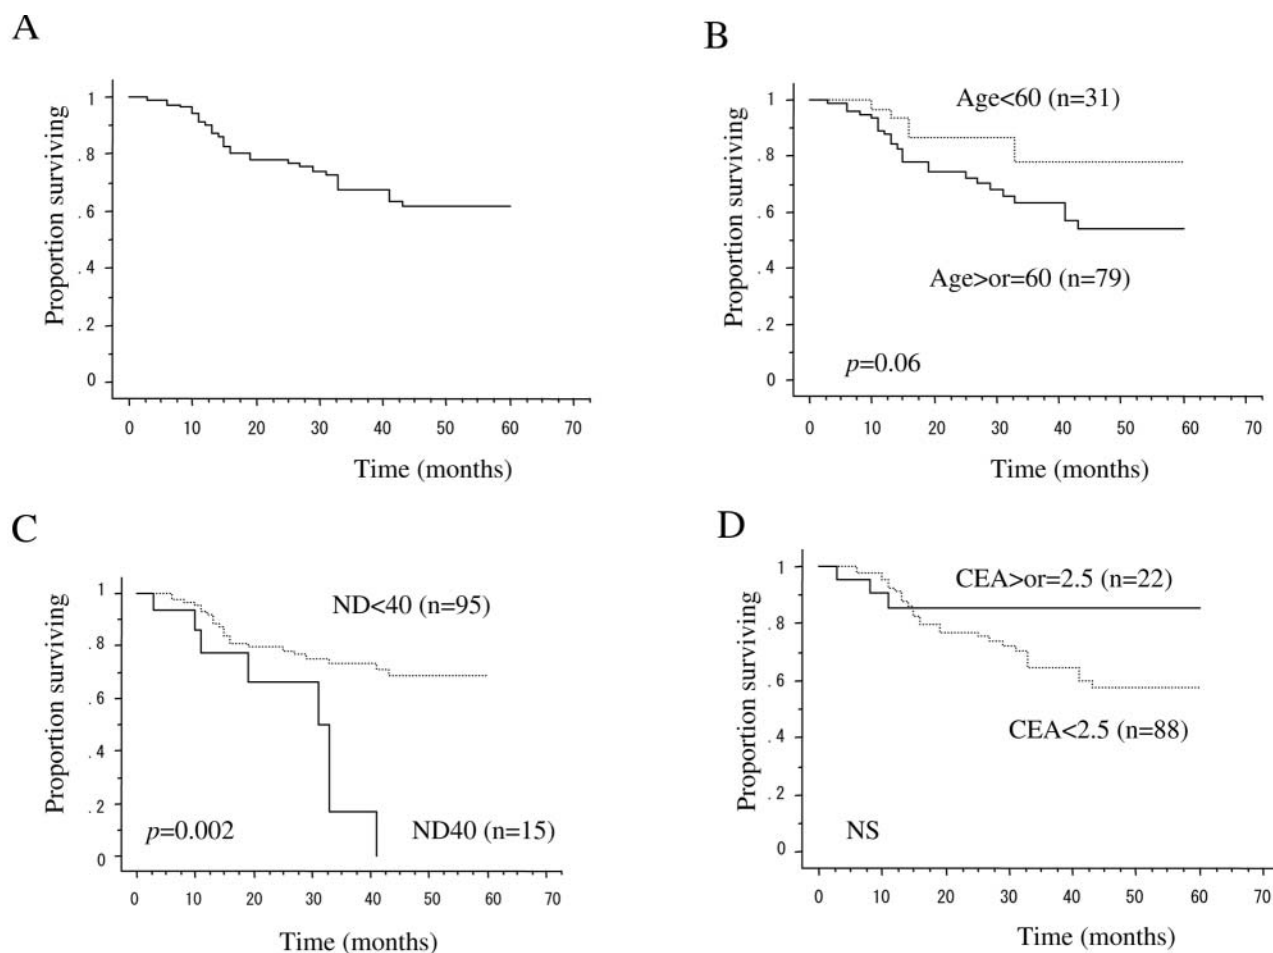 A
Proportion surviving
1
.8
.6
.4
.2
0
0 10 20 30 40 50 60 70
Time (months)
B
Proportion surviving
1
.8
.6
.4
.2
0
Age<60 (n=31)
Age>or=60 (n=79)
p=0.06
0 10 20 30 40 50 60 70
Time (months)
C
Proportion surviving
1
.8
.6
.4
.2
0
ND<40 (n=95)
p=0.002
ND40 (n=15)
0 10 20 30 40 50 60 70
Time (months)
D
Proportion surviving
1
.8
.6
.4
.2
0
CEA>or=2.5 (n=22)
CEA<2.5 (n=88)
NS
0 10 20 30 40 50 60 70
Time (months)